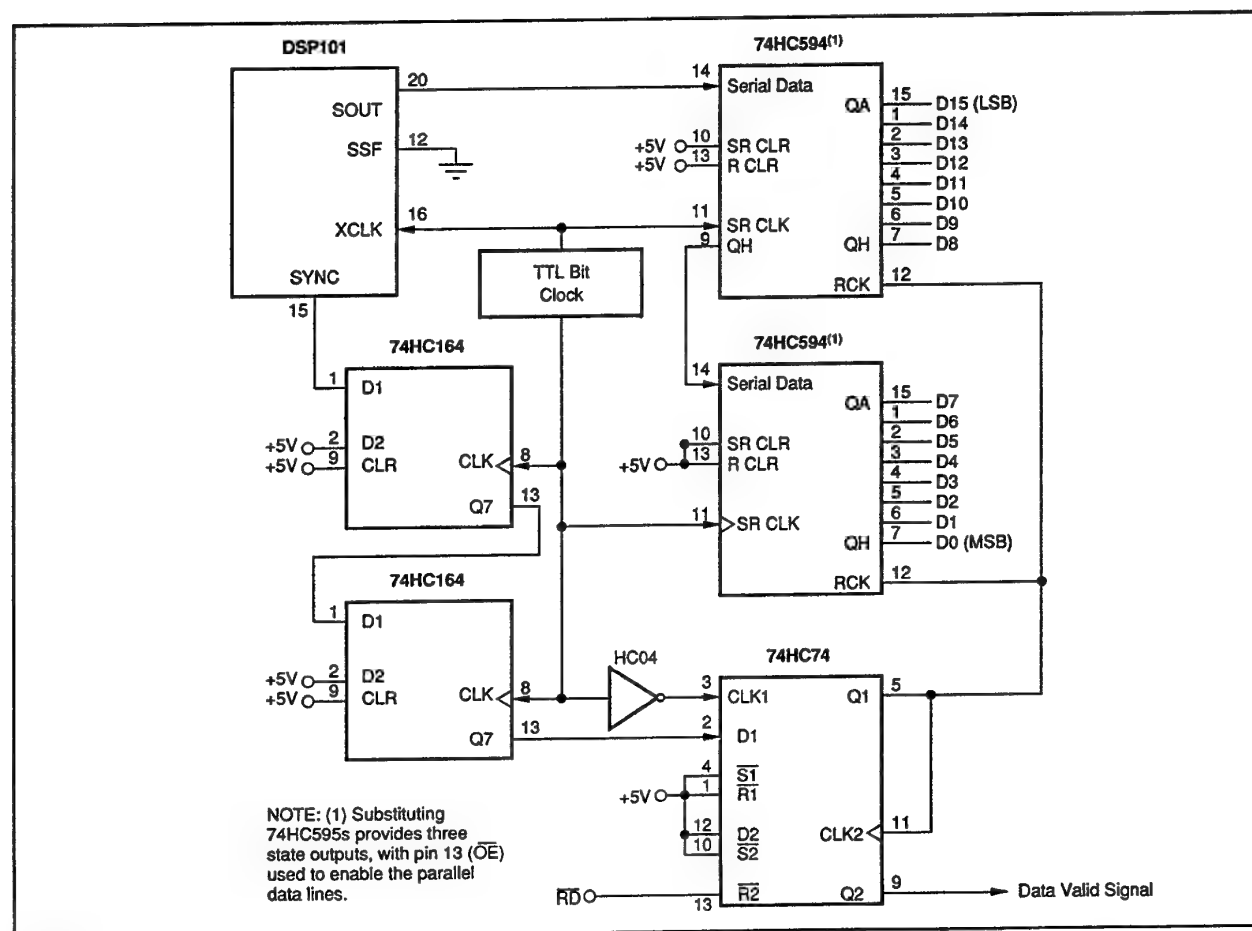 DSP101
20
SOUT
SSF
12
XCLK
16
SYNC
15
TTL Bit
Clock
74HC594(1)
14
Serial Data
+5V
10
SR CLR
+5V
13
R CLR
11
SR CLK
9
QH
QA
15
D15 (LSB)
1
D14
2
D13
3
D12
4
D11
5
D10
6
D9
QH
7
D8
RCK
12
74HC164
1
D1
+5V
2
D2
+5V
9
CLR
CLK
8
Q7
13
74HC594(1)
14
Serial Data
10
SR CLR
+5V
13
R CLR
11
SR CLK
QA
15
D7
1
D6
2
D5
3
D4
4
D3
5
D2
6
D1
QH
7
D0 (MSB)
RCK
12
74HC164
1
D1
+5V
2
D2
+5V
9
CLR
CLK
8
Q7
13
HC04
74HC74
3
CLK1
2
D1
4
S1
+5V
1
R1
12
D2
10
S2
RD
13
R2
Q1
5
CLK2
11
Q2
9
Data Valid Signal
NOTE: (1) Substituting
74HC595s provides three
state outputs, with pin 13 (OE)
used to enable the parallel
data lines.